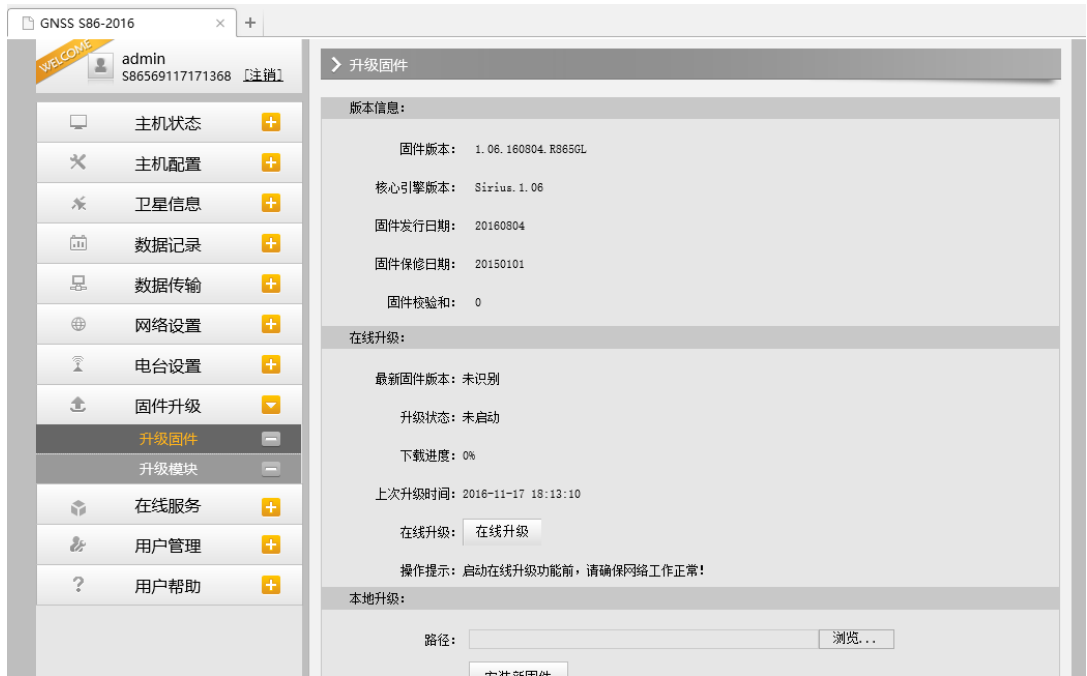 GNSS S86-2016
WELCOME
admin
S86569117171368 [注销]
主机状态
主机配置
卫星信息
数据记录
数据传输
网络设置
电台设置
固件升级
升级固件
升级模块
在线服务
用户管理
用户帮助
升级固件
版本信息:
固件版本: 1.06.160804.R865GL
核心引擎版本: Sirius.1.06
固件发行日期: 20160804
固件保修日期: 20150101
固件校验和: 0
在线升级:
最新固件版本: 未识别
升级状态: 未启动
下载进度: 0%
上次升级时间: 2016-11-17 18:13:10
在线升级: 在线升级
操作提示: 启动在线升级功能前, 请确保网络工作正常!
本地升级:
路径: 浏览...
安装新固件